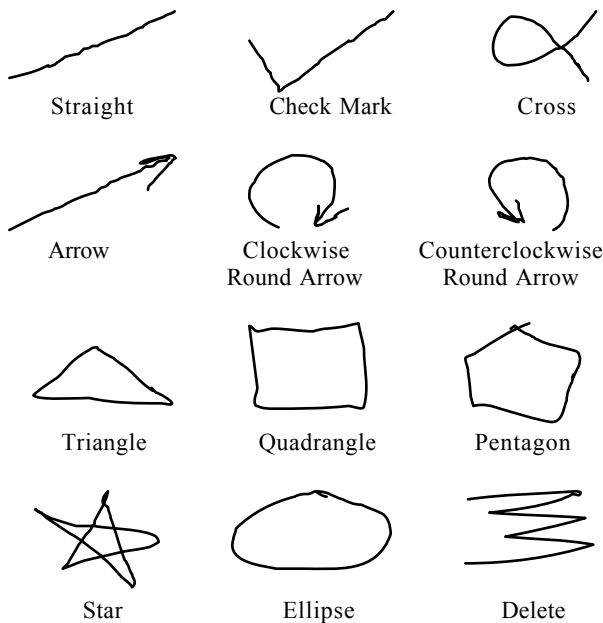 Straight
Check Mark
Cross
Arrow
Clockwise
Round Arrow
Counterclockwise
Round Arrow
Triangle
Quadrangle
Pentagon
Star
Ellipse
Delete